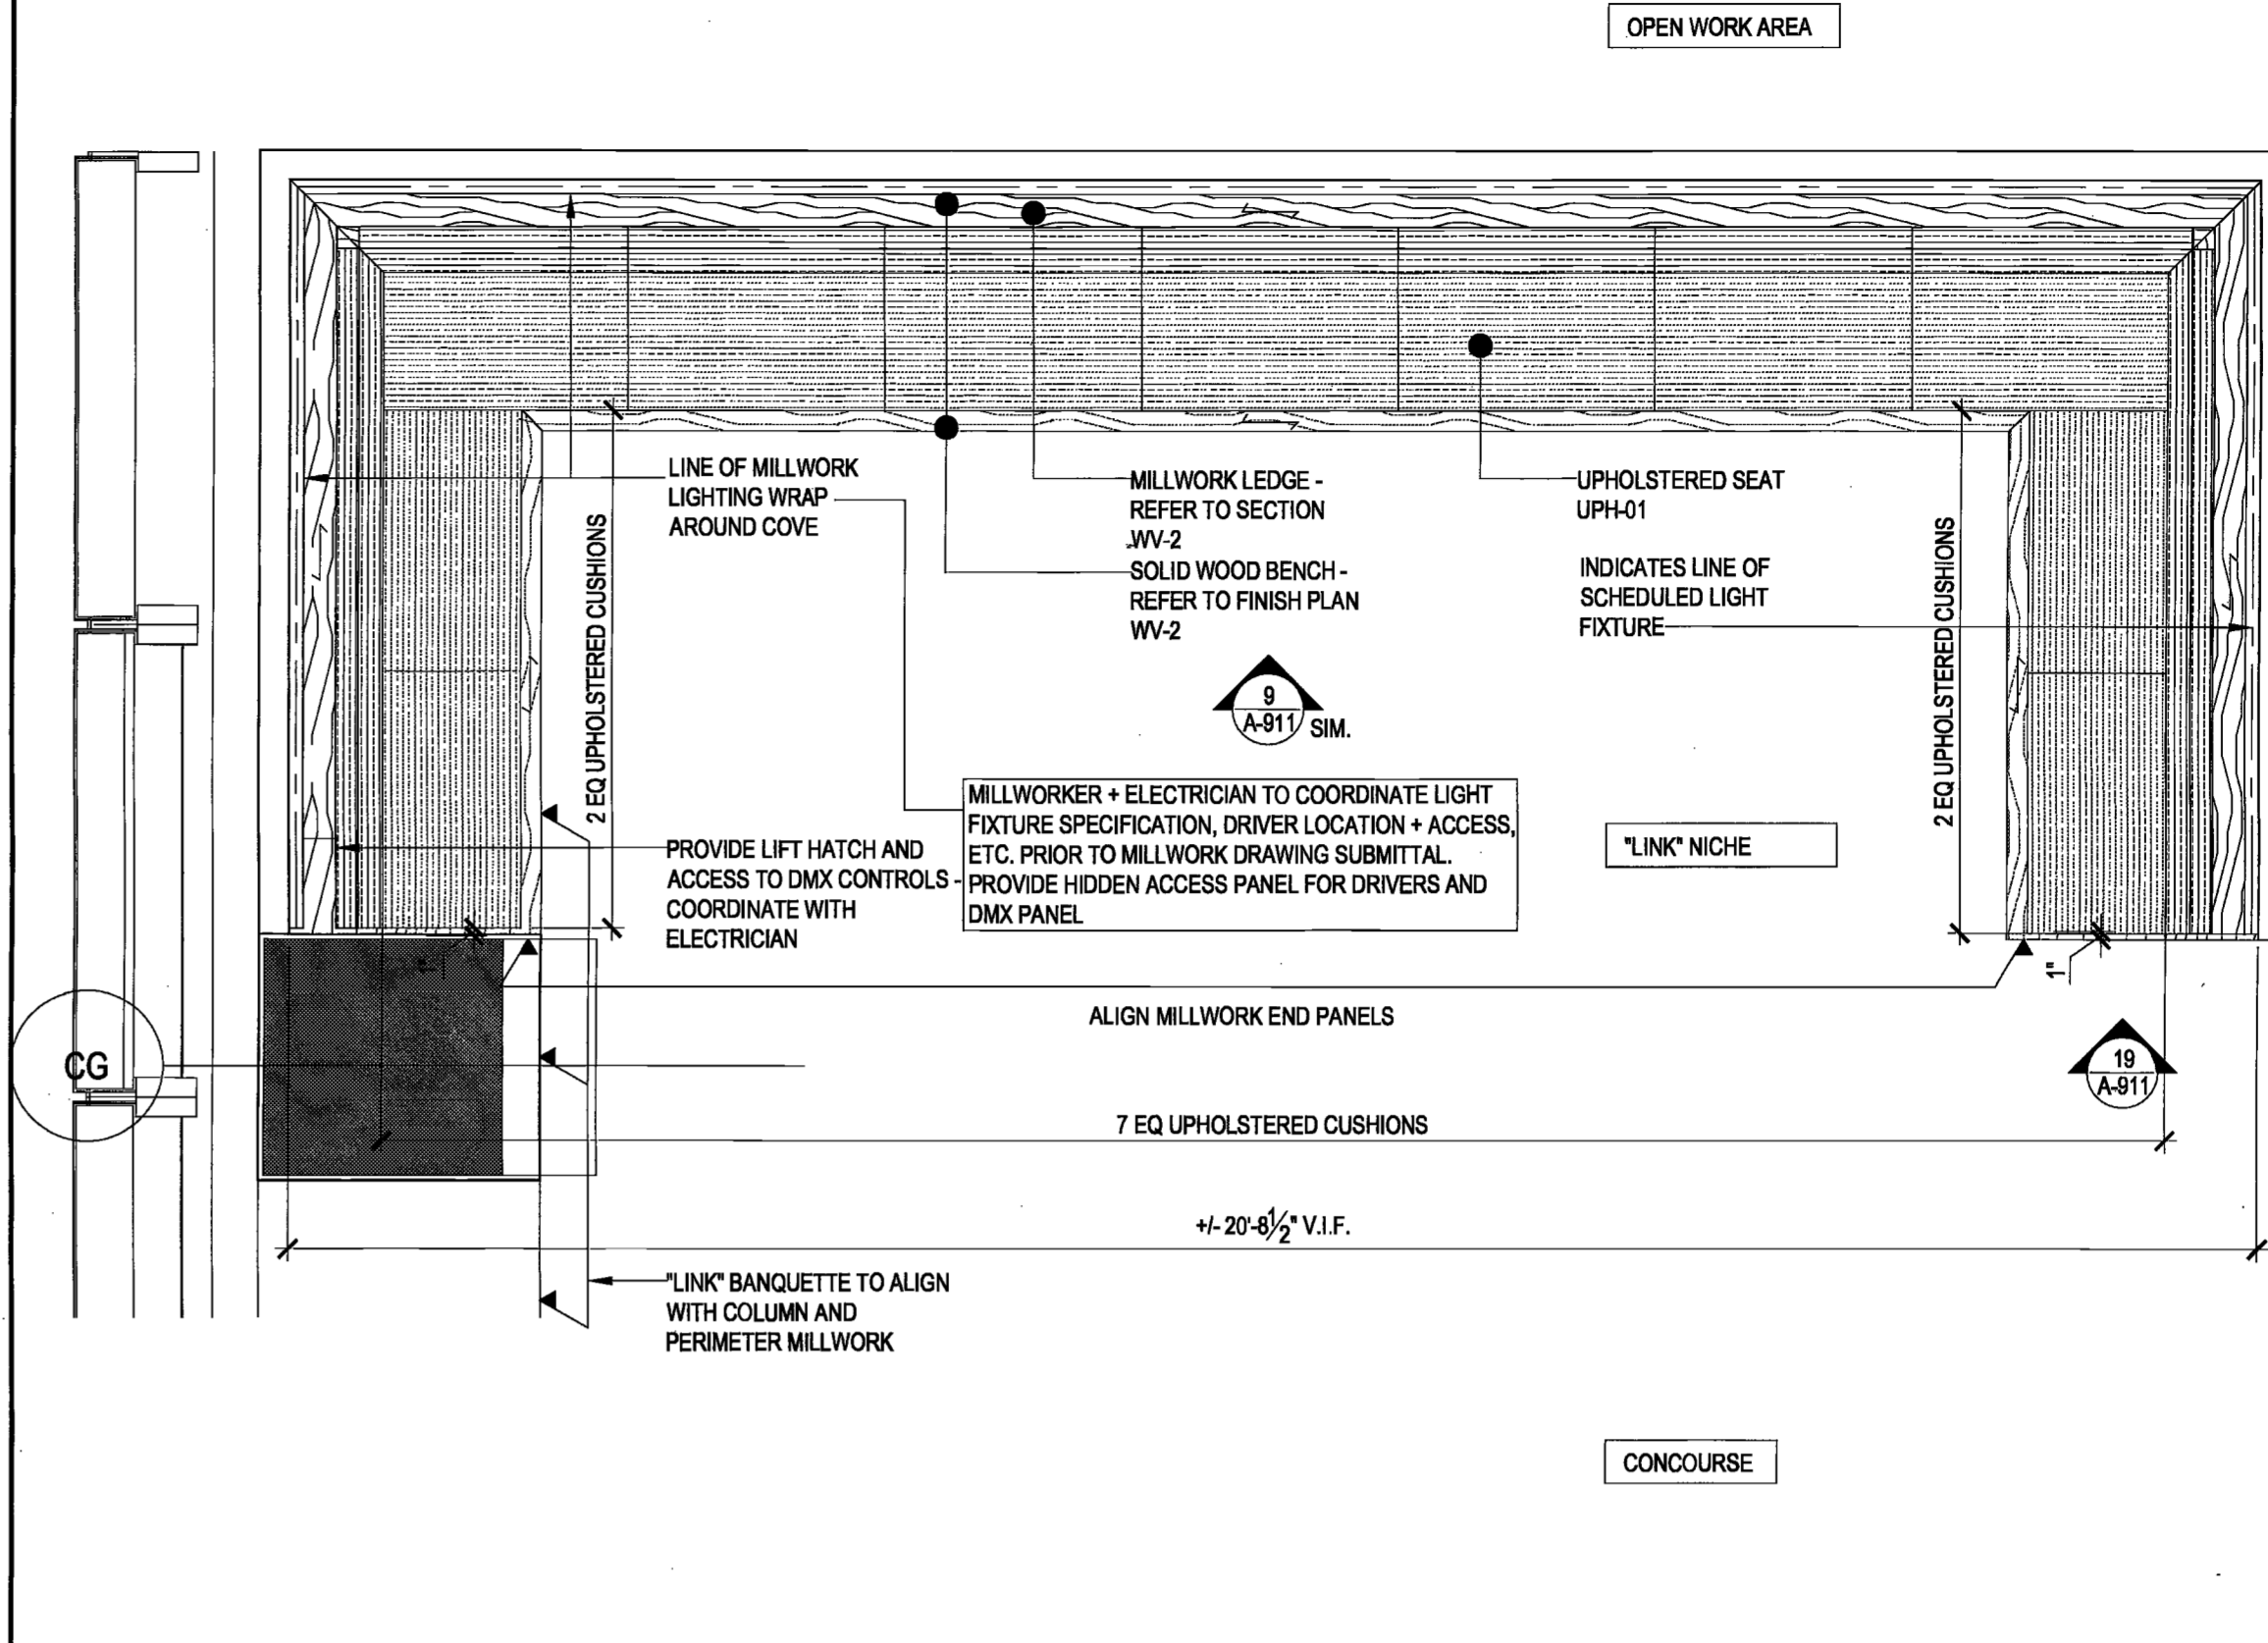 OPEN WORK AREA
LINE OF MILLWORK
LIGHTING WRAP
AROUND COVE
2 EQ UPHOLSTERED CUSHIONS
MILLWORK LEDGE -
REFER TO SECTION
WV-2
SOLID WOOD BENCH -
REFER TO FINISH PLAN
WV-2
UPHOLSTERED SEAT
UPH-01
INDICATES LINE OF
SCHEDULED LIGHT
FIXTURE
2 EQ UPHOLSTERED CUSHIONS
9
A-911
SIM.
MILLWORKER + ELECTRICIAN TO COORDINATE LIGHT
FIXTURE SPECIFICATION, DRIVER LOCATION + ACCESS,
ETC. PRIOR TO MILLWORK DRAWING SUBMITTAL.
PROVIDE HIDDEN ACCESS PANEL FOR DRIVERS AND
DMX PANEL
"LINK" NICHE
PROVIDE LIFT HATCH AND
ACCESS TO DMX CONTROLS -
COORDINATE WITH
ELECTRICIAN
1"
ALIGN MILLWORK END PANELS
CG
19
A-911
7 EQ UPHOLSTERED CUSHIONS
+/- 20'-8½" V.I.F.
"LINK" BANQUETTE TO ALIGN
WITH COLUMN AND
PERIMETER MILLWORK
CONCOURSE